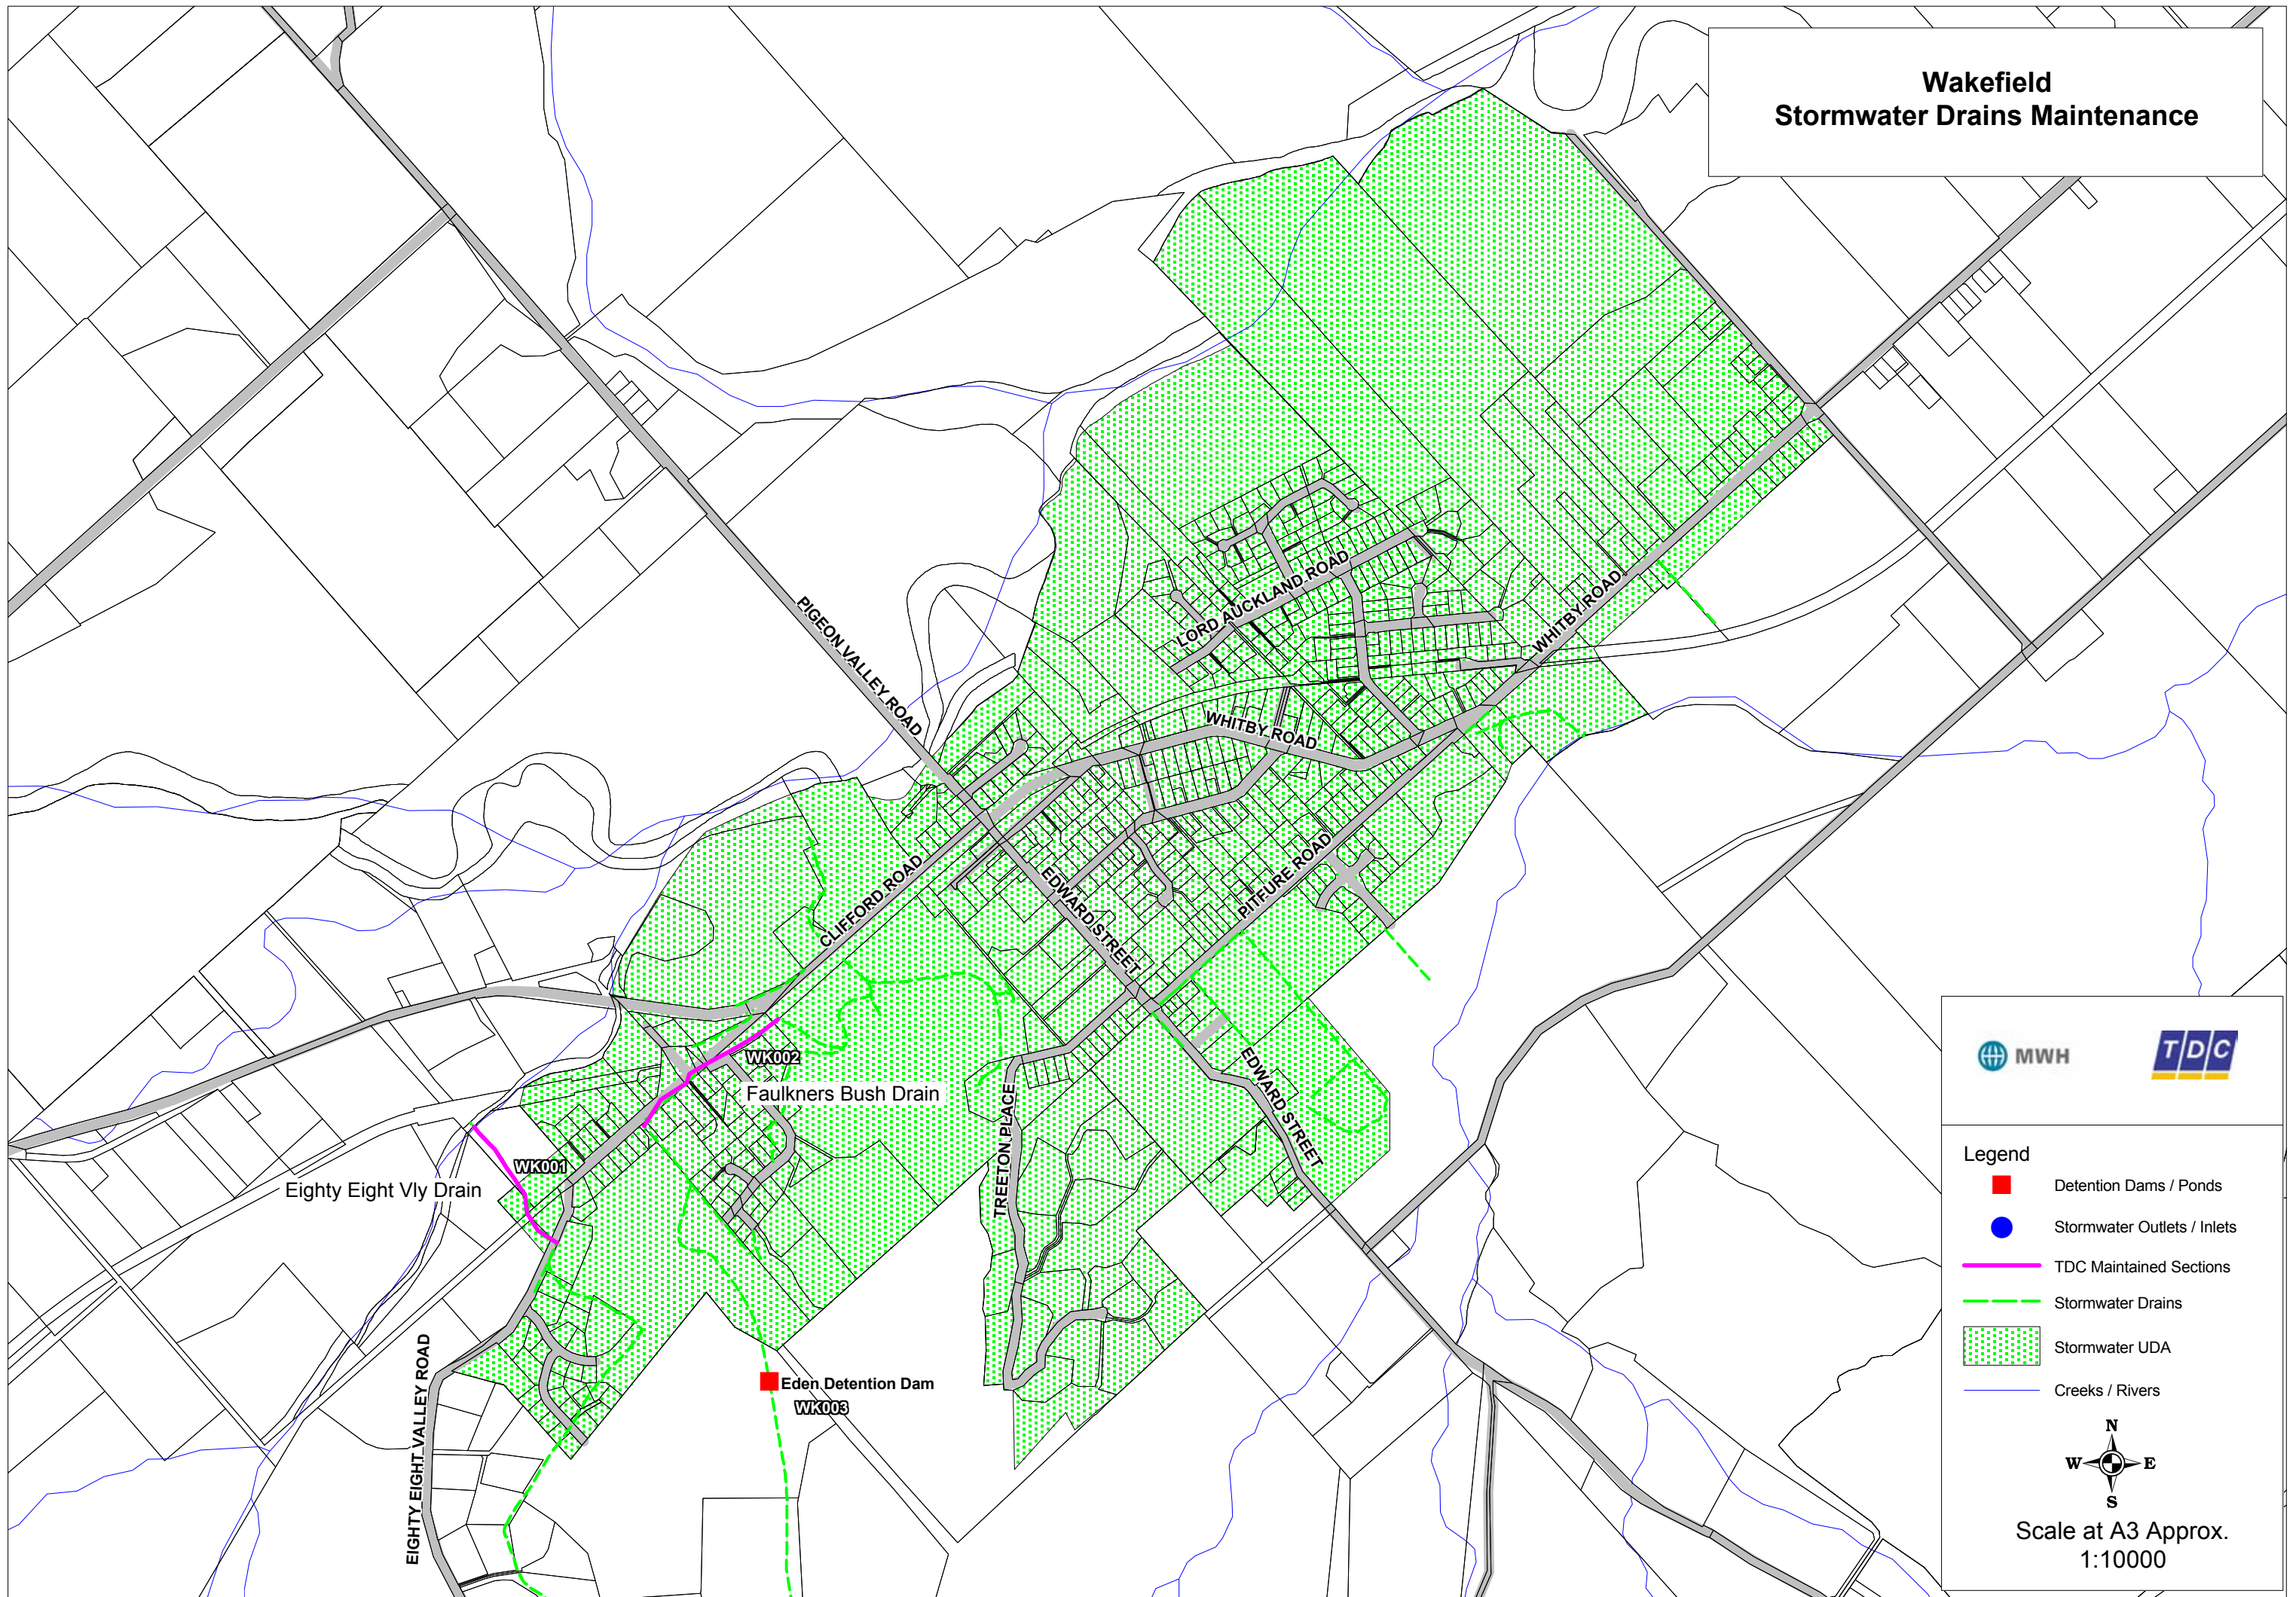 Wakefield
Stormwater Drains Maintenance
PIGEON VALLEY ROAD
LORD AUCKLAND ROAD
WHITBY ROAD
WHITBY ROAD
CLIFFORD ROAD
EDWARD STREET
PITFURE ROAD
WK002
Faulkners Bush Drain
WK001
Eighty Eight Vly Drain
TREETON PLACE
EDWARD STREET
EIGHTY EIGHT VALLEY ROAD
Eden Detention Dam
WK003
MWH
TDC
Legend
Detention Dams / Ponds
Stormwater Outlets / Inlets
TDC Maintained Sections
Stormwater Drains
Stormwater UDA
Creeks / Rivers
N
W E
S
Scale at A3 Approx.
1:10000